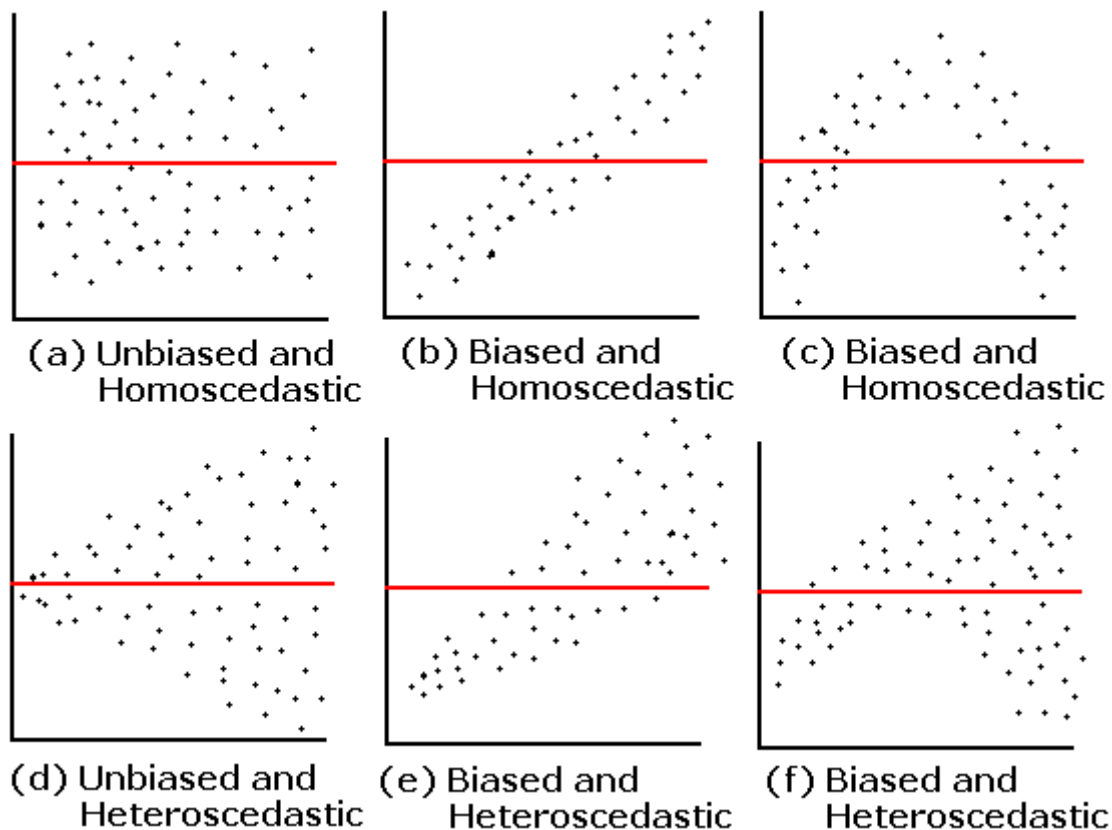 (a) Unbiased and
Homoscedastic
(b) Biased and
Homoscedastic
(c) Biased and
Homoscedastic
(d) Unbiased and
Heteroscedastic
(e) Biased and
Heteroscedastic
(f) Biased and
Heteroscedastic